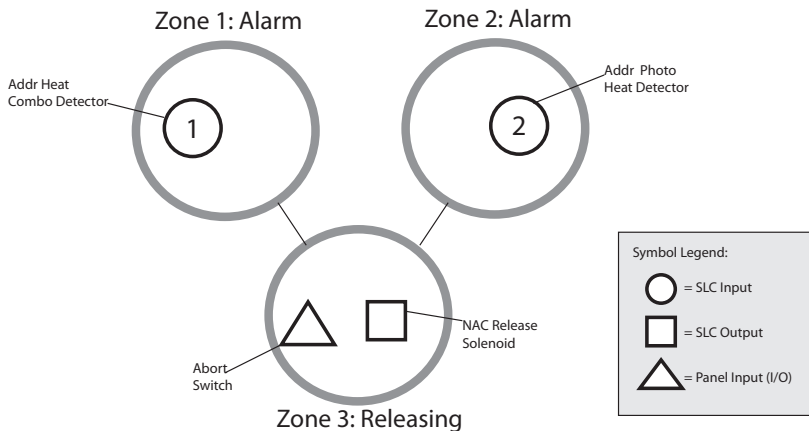 Zone 1: Alarm
Zone 2: Alarm
Addr Heat
Combo Detector
1
Addr Photo
Heat Detector
2
NAC Release
Solenoid
Abort
Switch
Zone 3: Releasing
Symbol Legend:
= SLC Input
= SLC Output
= Panel Input (I/O)